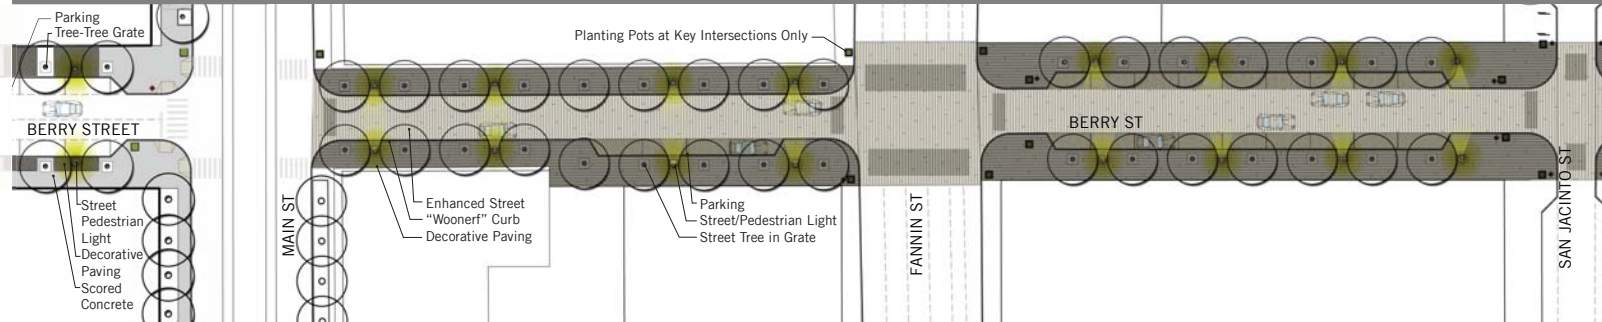 Parking
Tree-Tree Grate
BERRY STREET
Street
Pedestrian
Light
Decorative
Paving
Scored
Concrete
MAIN ST
Planting Pots at Key Intersections Only
Enhanced Street
“Woonerf” Curb
Decorative Paving
Parking
Street/Pedestrian Light
Street Tree in Grate
FANNIN ST
BERRY ST
SAN JACINTO ST